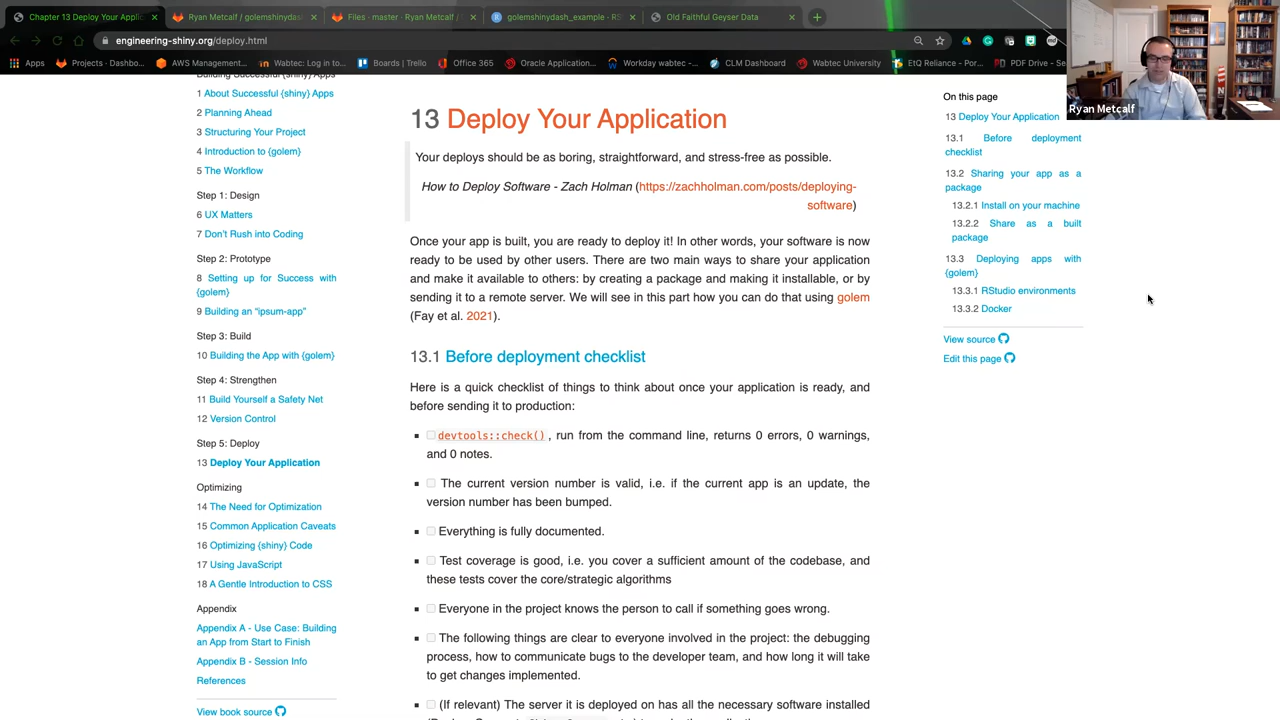 Chapter 13 Deploy Your Applic
Ryan Metcalf / golemshinydash
Files · master · Ryan Metcalf /
golemshinydash_example - RS
Old Faithful Geyser Data
engineering-shiny.org/deploy.html
Apps
Projects · Dashbo...
AWS Management...
Wabtec: Log in | iO...
Boards | Trello
Office 365
Oracle Application...
Workday wabtec -...
CLM Dashboard
Wabtec University
EtQ Reliance - Por...
PDF Drive - Se
Ryan Metcalf
Building Successful {shiny} Apps
1 About Successful {shiny} Apps
2 Planning Ahead
3 Structuring Your Project
4 Introduction to {golem}
5 The Workflow
Step 1: Design
6 UX Matters
7 Don't Rush into Coding
Step 2: Prototype
8 Setting up for Success with
{golem}
9 Building an "ipsum-app"
Step 3: Build
10 Building the App with {golem}
Step 4: Strengthen
11 Build Yourself a Safety Net
12 Version Control
Step 5: Deploy
13 Deploy Your Application
Optimizing
14 The Need for Optimization
15 Common Application Caveats
16 Optimizing {shiny} Code
17 Using JavaScript
18 A Gentle Introduction to CSS
Appendix
Appendix A - Use Case: Building
an App from Start to Finish
Appendix B - Session Info
References
View book source
13 Deploy Your Application
Your deploys should be as boring, straightforward, and stress-free as possible.
How to Deploy Software - Zach Holman (https://zachholman.com/posts/deploying-
software)
Once your app is built, you are ready to deploy it! In other words, your software is now
ready to be used by other users. There are two main ways to share your application
and make it available to others: by creating a package and making it installable, or by
sending it to a remote server. We will see in this part how you can do that using golem
(Fay et al. 2021).
13.1 Before deployment checklist
Here is a quick checklist of things to think about once your application is ready, and
before sending it to production:
devtools::check(), run from the command line, returns 0 errors, 0 warnings,
and 0 notes.
The current version number is valid, i.e. if the current app is an update, the
version number has been bumped.
Everything is fully documented.
Test coverage is good, i.e. you cover a sufficient amount of the codebase, and
these tests cover the core/strategic algorithms
Everyone in the project knows the person to call if something goes wrong.
The following things are clear to everyone involved in the project: the debugging
process, how to communicate bugs to the developer team, and how long it will take
to get changes implemented.
(If relevant) The server it is deployed on has all the necessary software installed
On this page
13 Deploy Your Application
13.1 Before deployment
checklist
13.2 Sharing your app as a
package
13.2.1 Install on your machine
13.2.2 Share as a built
package
13.3 Deploying apps with
{golem}
13.3.1 RStudio environments
13.3.2 Docker
View source
Edit this page